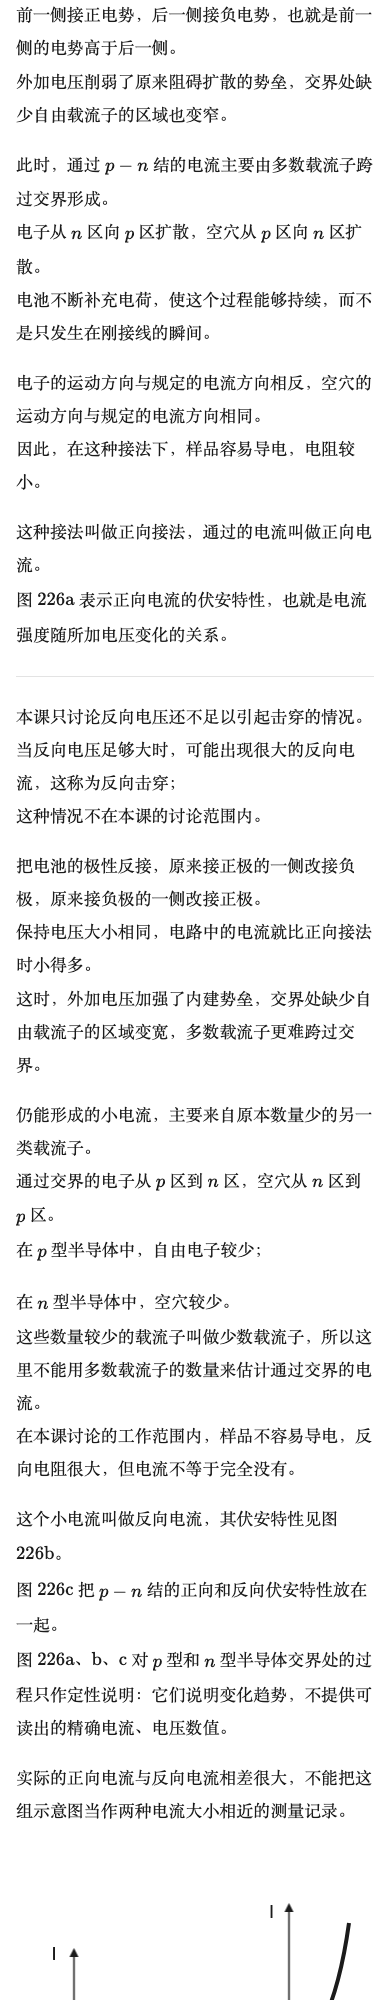 前一侧接正电势，后一侧接负电势，也就是前一
侧的电势高于后一侧。
外加电压削弱了原来阻碍扩散的势垒，交界处缺
少自由载流子的区域也变窄。
此时，通过 p − n 结的电流主要由多数载流子跨
过交界形成。
电子从 n 区向 p 区扩散，空穴从 p 区向 n 区扩
散。
电池不断补充电荷，使这个过程能够持续，而不
是只发生在刚接线的瞬间。
电子的运动方向与规定的电流方向相反，空穴的
运动方向与规定的电流方向相同。
因此，在这种接法下，样品容易导电，电阻较
小。
这种接法叫做正向接法，通过的电流叫做正向电
流。
图 226a 表示正向电流的伏安特性，也就是电流
强度随所加电压变化的关系。
本课只讨论反向电压还不足以引起击穿的情况。
当反向电压足够大时，可能出现很大的反向电
流，这称为反向击穿；
这种情况不在本课的讨论范围内。
把电池的极性反接，原来接正极的一侧改接负
极，原来接负极的一侧改接正极。
保持电压大小相同，电路中的电流就比正向接法
时小得多。
这时，外加电压加强了内建势垒，交界处缺少自
由载流子的区域变宽，多数载流子更难跨过交
界。
仍能形成的小电流，主要来自原本数量少的另一
类载流子。
通过交界的电子从 p 区到 n 区，空穴从 n 区到
p 区。
在 p 型半导体中，自由电子较少；
在 n 型半导体中，空穴较少。
这些数量较少的载流子叫做少数载流子，所以这
里不能用多数载流子的数量来估计通过交界的电
流。
在本课讨论的工作范围内，样品不容易导电，反
向电阻很大，但电流不等于完全没有。
这个小电流叫做反向电流，其伏安特性见图
226b。
图 226c 把 p − n 结的正向和反向伏安特性放在
一起。
图 226a、b、c 对 p 型和 n 型半导体交界处的过
程只作定性说明：它们说明变化趋势，不提供可
读出的精确电流、电压数值。
实际的正向电流与反向电流相差很大，不能把这
组示意图当作两种电流大小相近的测量记录。
I
I